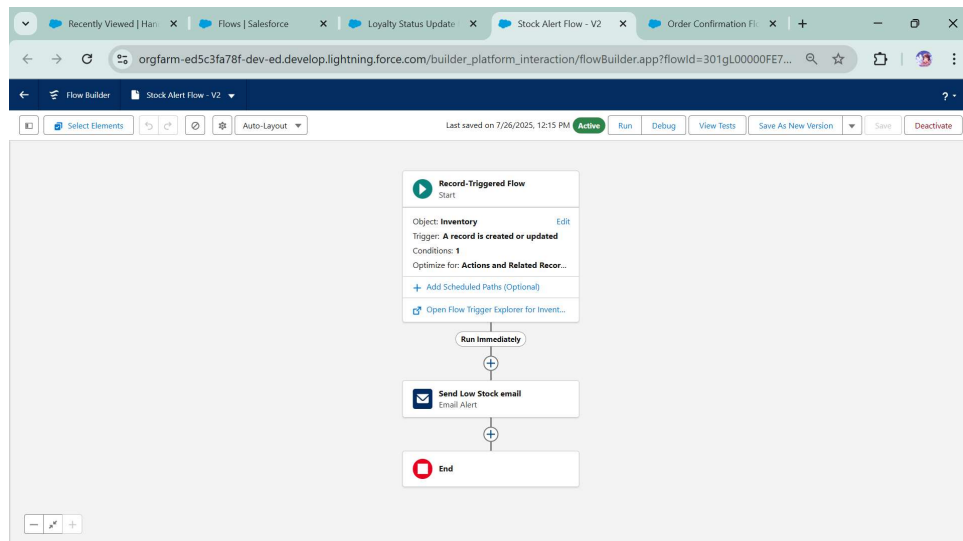 Recently Viewed | Han
Flows | Salesforce
Loyalty Status Update
Stock Alert Flow - V2
Order Confirmation Fl
orgfarm-ed5c3fa78f-dev-ed.develop.lightning.force.com/builder_platform_interaction/flowBuilder.app?flowId=301gL00000FE7...
Flow Builder
Stock Alert Flow - V2
?
Select Elements
Auto-Layout
Last saved on 7/26/2025, 12:15 PM
Active
Run
Debug
View Tests
Save As New Version
Save
Deactivate
Record-Triggered Flow
Start
Object: Inventory Edit
Trigger: A record is created or updated
Conditions: 1
Optimize for: Actions and Related Recor...
+ Add Scheduled Paths (Optional)
Open Flow Trigger Explorer for Invent...
Run Immediately
Send Low Stock email
Email Alert
End